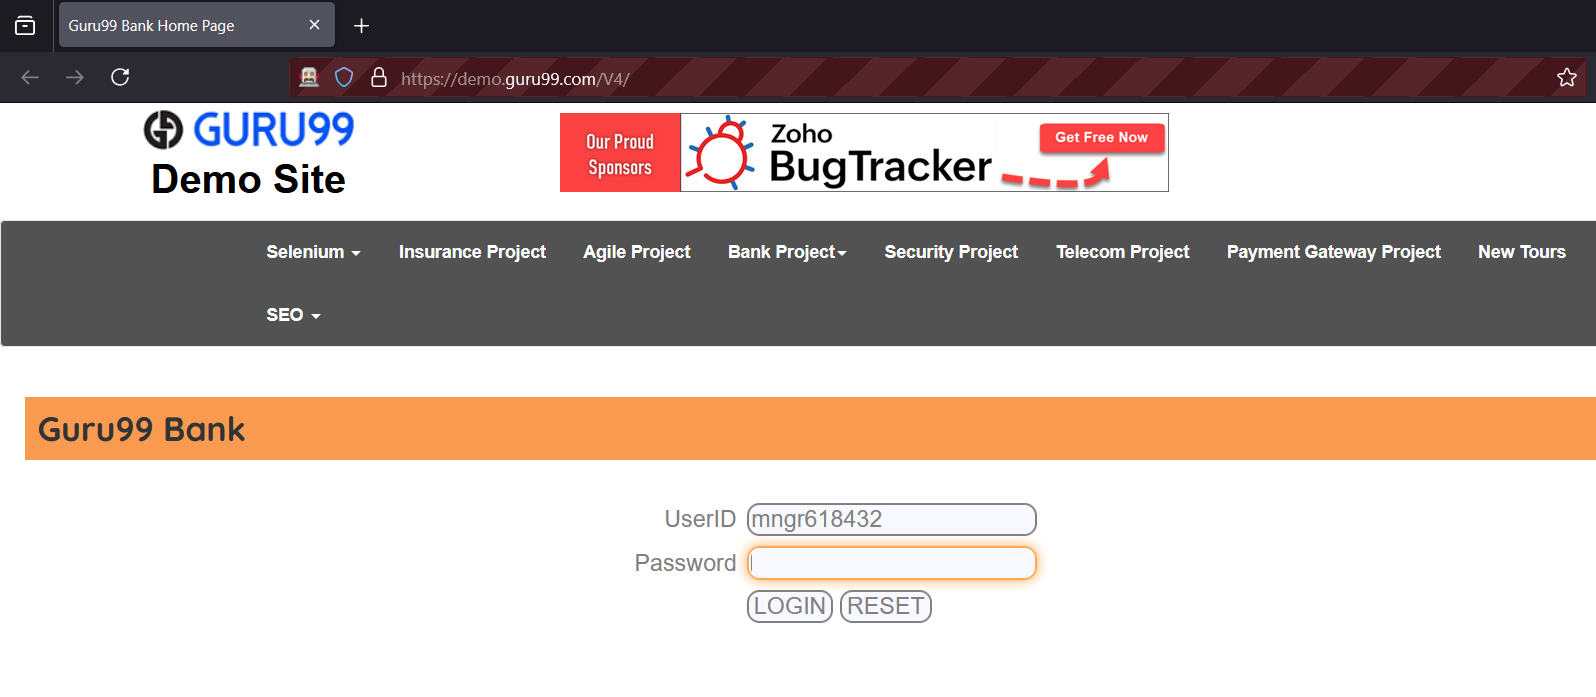 Guru99 Bank Home Page
https://demo.guru99.com/V4/
GURU99
Demo Site
Our Proud
Sponsors
Zoho
BugTracker
Get Free Now
Selenium Insurance Project Agile Project Bank Project Security Project Telecom Project Payment Gateway Project New Tours
SEO
Guru99 Bank
UserID mngr618432
Password
LOGIN RESET